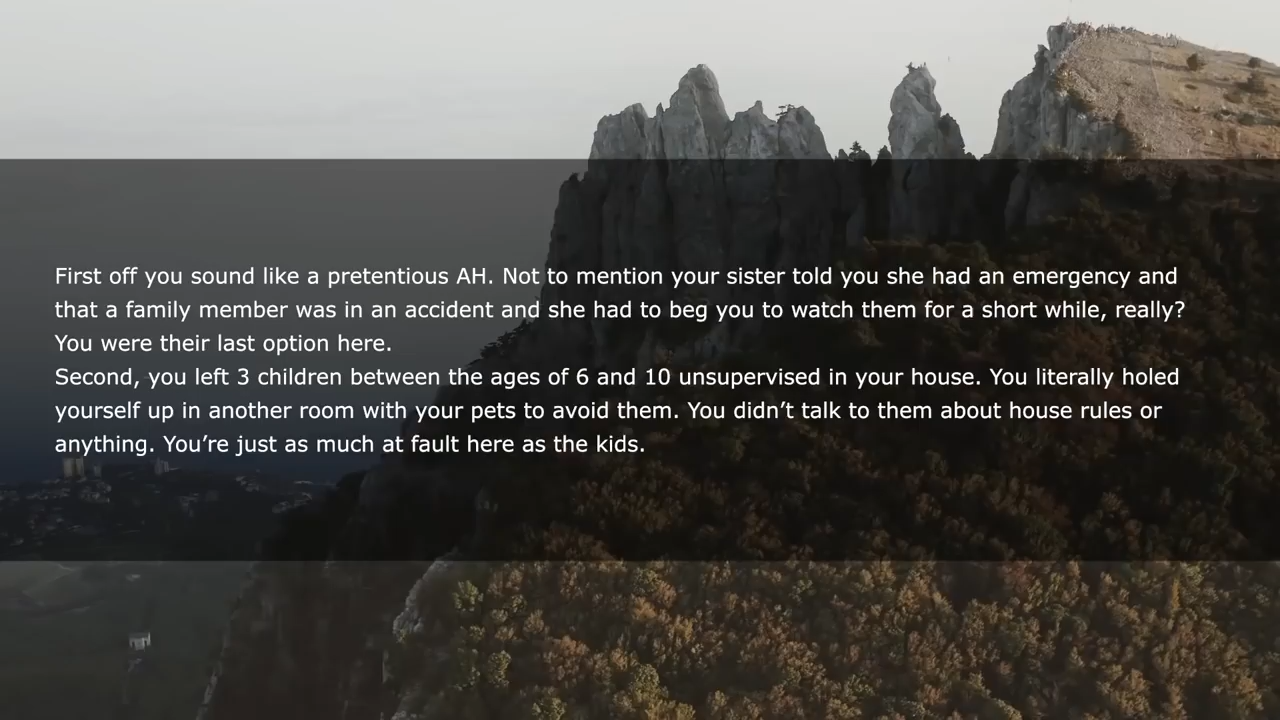 First off you sound like a pretentious AH. Not to mention your sister told you she had an emergency and
that a family member was in an accident and she had to beg you to watch them for a short while, really?
You were their last option here.
Second, you left 3 children between the ages of 6 and 10 unsupervised in your house. You literally holed
yourself up in another room with your pets to avoid them. You didn’t talk to them about house rules or
anything. You’re just as much at fault here as the kids.